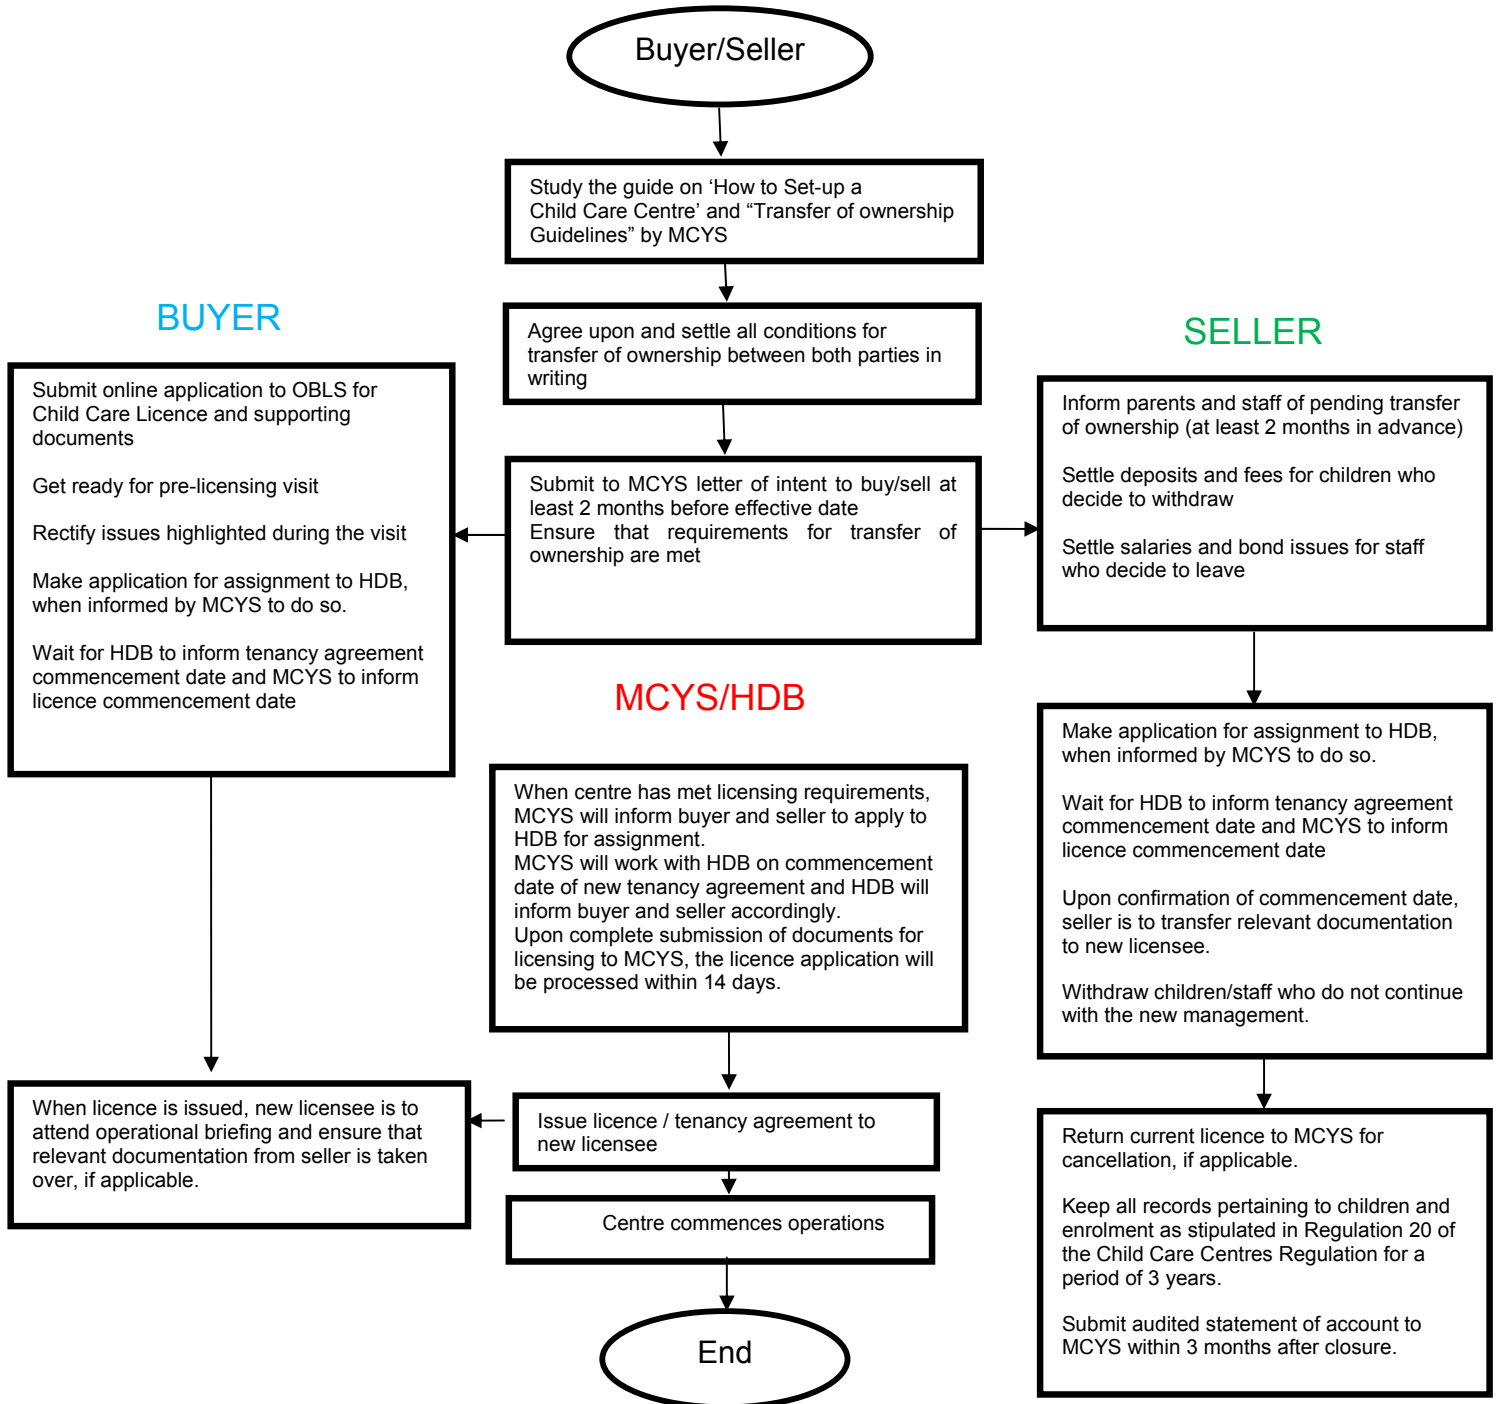 Buyer/Seller
Study the guide on ‘How to Set-up a
Child Care Centre’ and “Transfer of ownership
Guidelines” by MCYS
Agree upon and settle all conditions for
transfer of ownership between both parties in
writing
Submit to MCYS letter of intent to buy/sell at
least 2 months before effective date
Ensure that requirements for transfer of
ownership are met
BUYER
Submit online application to OBLS for
Child Care Licence and supporting
documents
Get ready for pre-licensing visit
Rectify issues highlighted during the visit
Make application for assignment to HDB,
when informed by MCYS to do so.
Wait for HDB to inform tenancy agreement
commencement date and MCYS to inform
licence commencement date
When licence is issued, new licensee is to
attend operational briefing and ensure that
relevant documentation from seller is taken
over, if applicable.
MCYS/HDB
When centre has met licensing requirements,
MCYS will inform buyer and seller to apply to
HDB for assignment.
MCYS will work with HDB on commencement
date of new tenancy agreement and HDB will
inform buyer and seller accordingly.
Upon complete submission of documents for
licensing to MCYS, the licence application will
be processed within 14 days.
Issue licence / tenancy agreement to
new licensee
Centre commences operations
End
SELLER
Inform parents and staff of pending transfer
of ownership (at least 2 months in advance)
Settle deposits and fees for children who
decide to withdraw
Settle salaries and bond issues for staff
who decide to leave
Make application for assignment to HDB,
when informed by MCYS to do so.
Wait for HDB to inform tenancy agreement
commencement date and MCYS to inform
licence commencement date
Upon confirmation of commencement date,
seller is to transfer relevant documentation
to new licensee.
Withdraw children/staff who do not continue
with the new management.
Return current licence to MCYS for
cancellation, if applicable.
Keep all records pertaining to children and
enrolment as stipulated in Regulation 20 of
the Child Care Centres Regulation for a
period of 3 years.
Submit audited statement of account to
MCYS within 3 months after closure.